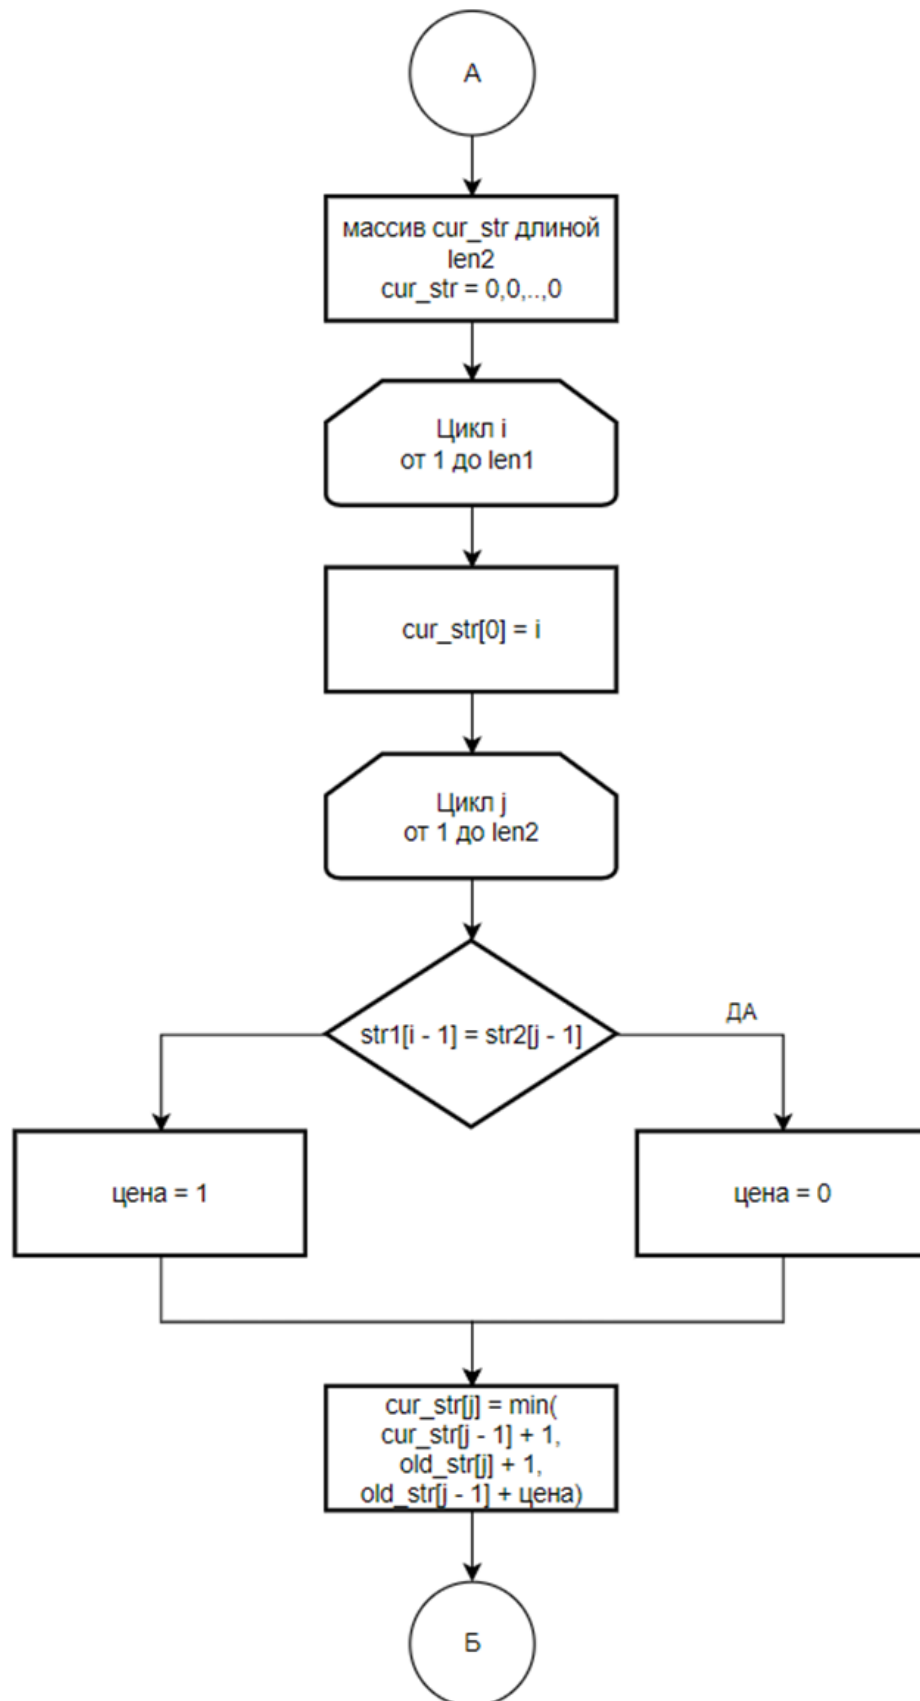 А
массив cur_str длиной
len2
cur_str = 0,0,..,0
Цикл i
от 1 до len1
cur_str[0] = i
Цикл j
от 1 до len2
str1[i - 1] = str2[j - 1]
ДА
цена = 1
цена = 0
cur_str[j] = min(
cur_str[j - 1] + 1,
old_str[j] + 1,
old_str[j - 1] + цена)
Б